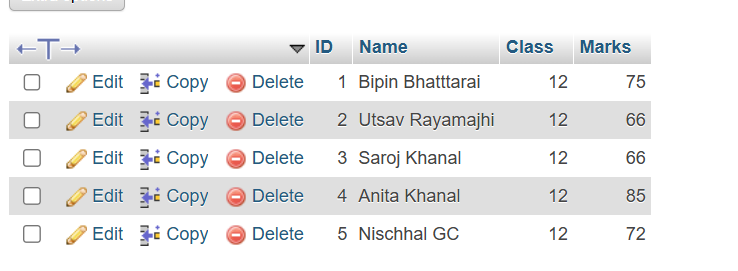 ID Name Class Marks
Edit Copy Delete 1 Bipin Bhatttarai 12 75
Edit Copy Delete 2 Utsav Rayamajhi 12 66
Edit Copy Delete 3 Saroj Khanal 12 66
Edit Copy Delete 4 Anita Khanal 12 85
Edit Copy Delete 5 Nischhal GC 12 72